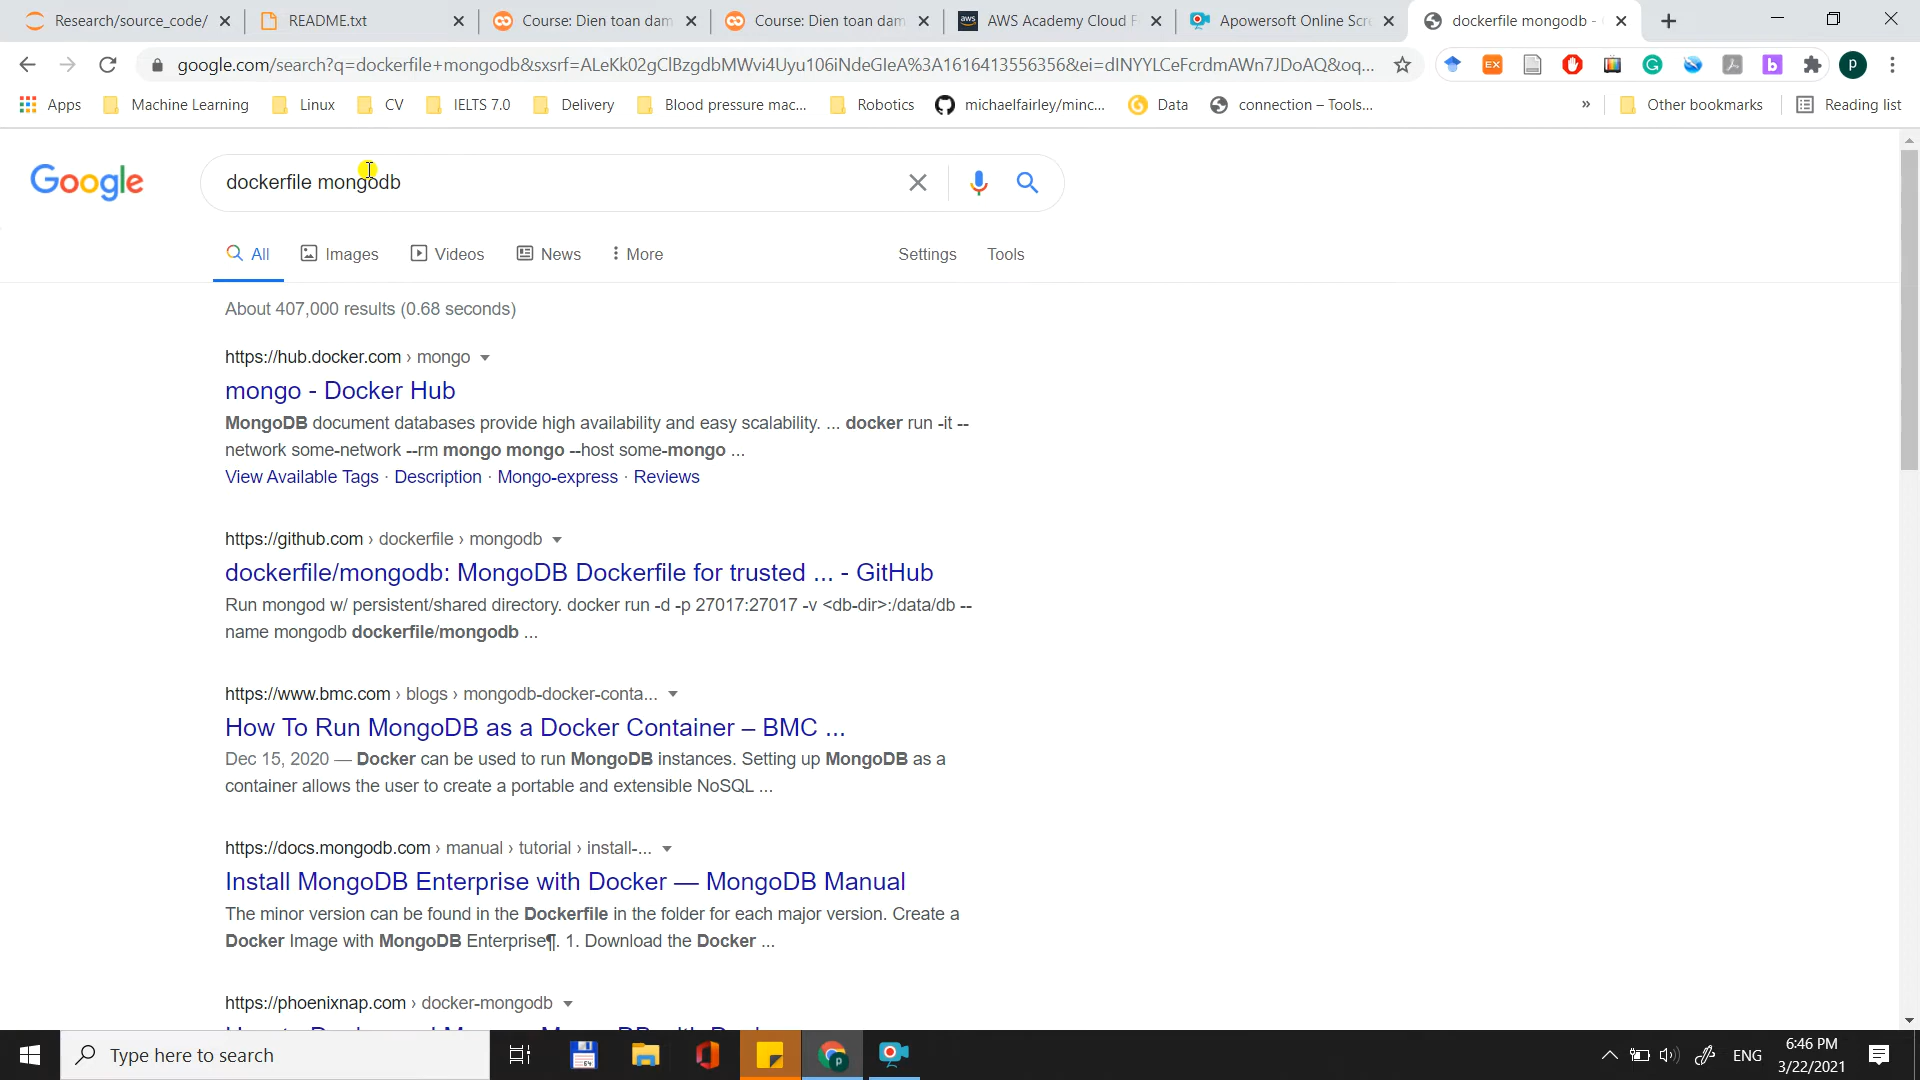 Research/source_code/
README.txt
Course: Dien toan dam
Course: Dien toan dam
aws
AWS Academy Cloud F
Apowersoft Online Scre
dockerfile mongodb -
google.com/search?q=dockerfile+mongodb&sxsrf=ALeKk02gClBzgdbMWvi4Uyu106iNdeGIeA%3A1616413556356&ei=dINYYLCeFcrdmAWn7JDoAQ&oq...
EX
b
P
Apps
Machine Learning
Linux
CV
IELTS 7.0
Delivery
Blood pressure mac...
Robotics
michaelfairley/minc...
Data
connection – Tools...
»
Other bookmarks
Reading list
Google
dockerfile mongodb
All
Images
Videos
News
More
Settings
Tools
About 407,000 results (0.68 seconds)
https://hub.docker.com › mongo
mongo - Docker Hub
MongoDB document databases provide high availability and easy scalability. ... docker run -it --
network some-network --rm mongo mongo --host some-mongo ...
View Available Tags · Description · Mongo-express · Reviews
https://github.com › dockerfile › mongodb
dockerfile/mongodb: MongoDB Dockerfile for trusted ... - GitHub
Run mongod w/ persistent/shared directory. docker run -d -p 27017:27017 -v <db-dir>:/data/db --
name mongodb dockerfile/mongodb ...
https://www.bmc.com › blogs › mongodb-docker-conta...
How To Run MongoDB as a Docker Container – BMC ...
Dec 15, 2020 — Docker can be used to run MongoDB instances. Setting up MongoDB as a
container allows the user to create a portable and extensible NoSQL ...
https://docs.mongodb.com › manual › tutorial › install-...
Install MongoDB Enterprise with Docker — MongoDB Manual
The minor version can be found in the Dockerfile in the folder for each major version. Create a
Docker Image with MongoDB Enterprise¶. 1. Download the Docker ...
https://phoenixnap.com › docker-mongodb
Type here to search
64
P
ENG
6:46 PM
3/22/2021